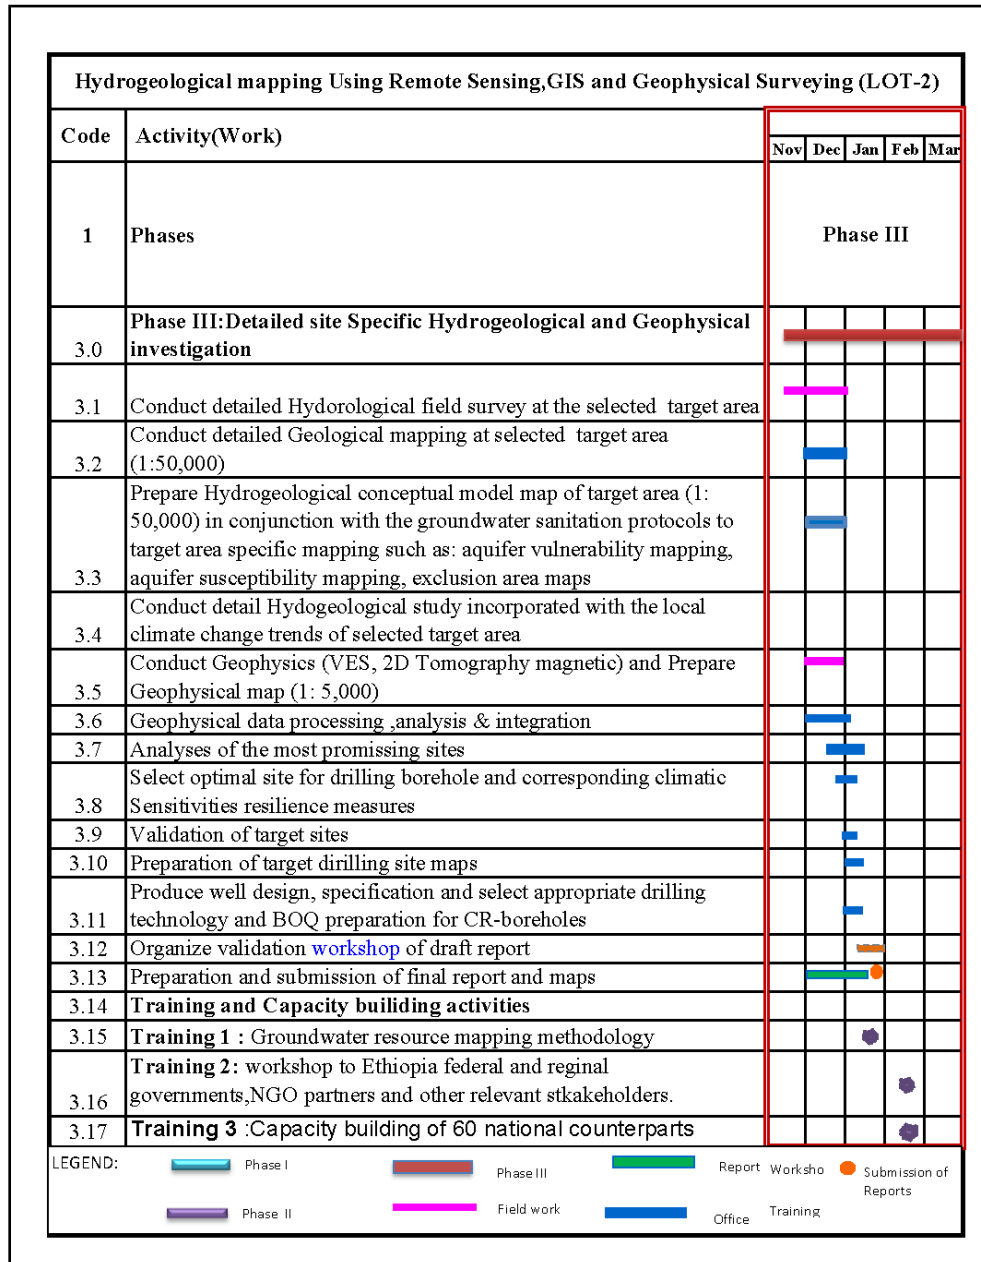 Hydrogeological mapping Using Remote Sensing,GIS and Geophysical Surveying (LOT-2)
Code Activity(Work)
Nov Dec Jan Feb Mar
1 Phases Phase III
Phase III:Detailed site Specific Hydrogeological and Geophysical
3.0 investigation
3.1 Conduct detailed Hydorological field survey at the selected target area
Conduct detailed Geological mapping at selected target area
3.2 (1:50,000)
Prepare Hydrogeological conceptual model map of target area (1:
50,000) in conjunction with the groundwater sanitation protocols to
target area specific mapping such as: aquifer vulnerability mapping,
3.3 aquifer susceptibility mapping, exclusion area maps
Conduct detail Hydogeological study incorporated with the local
3.4 climate change trends of selected target area
Conduct Geophysics (VES, 2D Tomography magnetic) and Prepare
3.5 Geophysical map (1: 5,000)
3.6 Geophysical data processing ,analysis & integration
3.7 Analyses of the most promissing sites
Select optimal site for drilling borehole and corresponding climatic
3.8 Sensitivities resilience measures
3.9 Validation of target sites
3.10 Preparation of target dirilling site maps
Produce well design, specification and select appropriate drilling
3.11 technology and BOQ preparation for CR-boreholes
3.12 Organize validation workshop of draft report
3.13 Preparation and submission of final report and maps
3.14 Training and Capacity builiding activities
3.15 Training 1 : Groundwater resource mapping methodology
Training 2: workshop to Ethiopia federal and reginal
3.16 governments,NGO partners and other relevant stkakeholders.
3.17 Training 3 :Capacity building of 60 national counterparts
LEGEND: Phase I Phase III Report Worksho Submission of
Reports
Phase II Field work Office Training